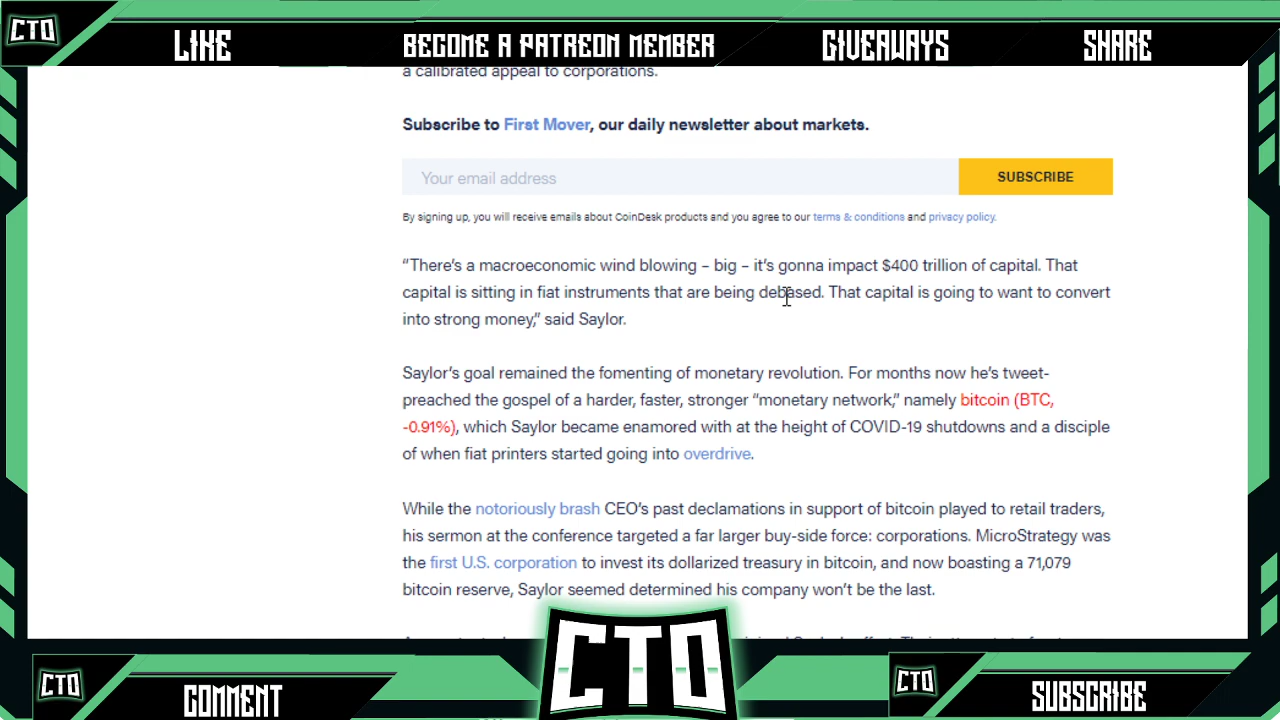 CTO
LIKE
BECOME A PATREON MEMBER
GIVEAWAYS
SHARE
a calibrated appeal to corporations.
Subscribe to First Mover, our daily newsletter about markets.
Your email address
SUBSCRIBE
By signing up, you will receive emails about CoinDesk products and you agree to our terms & conditions and privacy policy.
“There’s a macroeconomic wind blowing – big – it’s gonna impact $400 trillion of capital. That
capital is sitting in fiat instruments that are being debased. That capital is going to want to convert
into strong money,” said Saylor.
Saylor’s goal remained the fomenting of monetary revolution. For months now he’s tweet-
preached the gospel of a harder, faster, stronger “monetary network,” namely bitcoin (BTC,
-0.91%), which Saylor became enamored with at the height of COVID-19 shutdowns and a disciple
of when fiat printers started going into overdrive.
While the notoriously brash CEO’s past declamations in support of bitcoin played to retail traders,
his sermon at the conference targeted a far larger buy-side force: corporations. MicroStrategy was
the first U.S. corporation to invest its dollarized treasury in bitcoin, and now boasting a 71,079
bitcoin reserve, Saylor seemed determined his company won’t be the last.
CTO
COMMENT
CTO
CTO
SUBSCRIBE